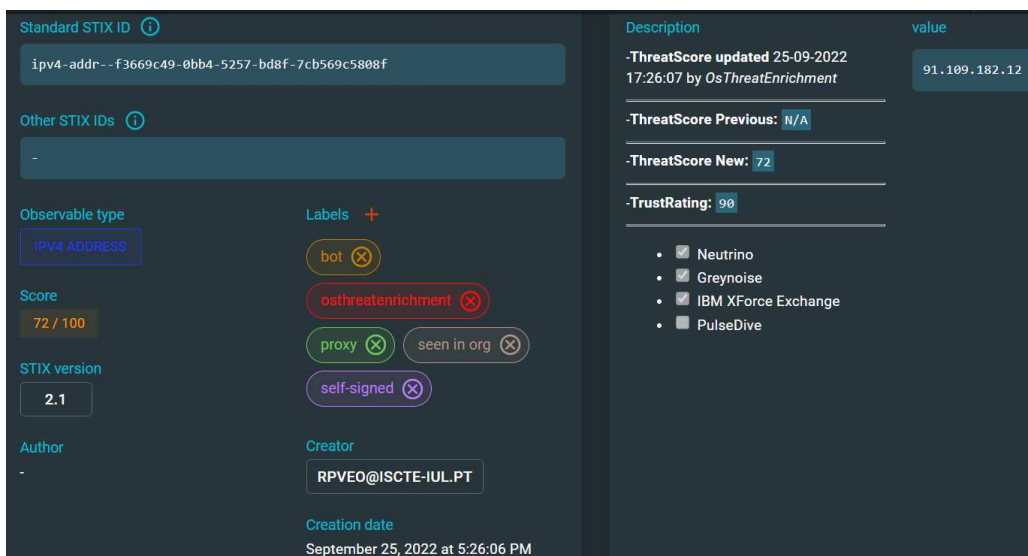 Standard STIX ID
ipv4-addr--f3669c49-0bb4-5257-bd8f-7cb569c5808f
Other STIX IDs
-
Observable type
IPV4 ADDRESS
Score
72 / 100
STIX version
2.1
Author
-
Labels +
bot
osthreatenrichment
proxy
seen in org
self-signed
Creator
RPVEO@ISCTE-IUL.PT
Creation date
September 25, 2022 at 5:26:06 PM
Description
-ThreatScore updated 25-09-2022
17:26:07 by OsThreatEnrichment
-ThreatScore Previous: N/A
-ThreatScore New: 72
-TrustRating: 90
Neutrino
Greynoise
IBM XForce Exchange
PulseDive
value
91.109.182.12